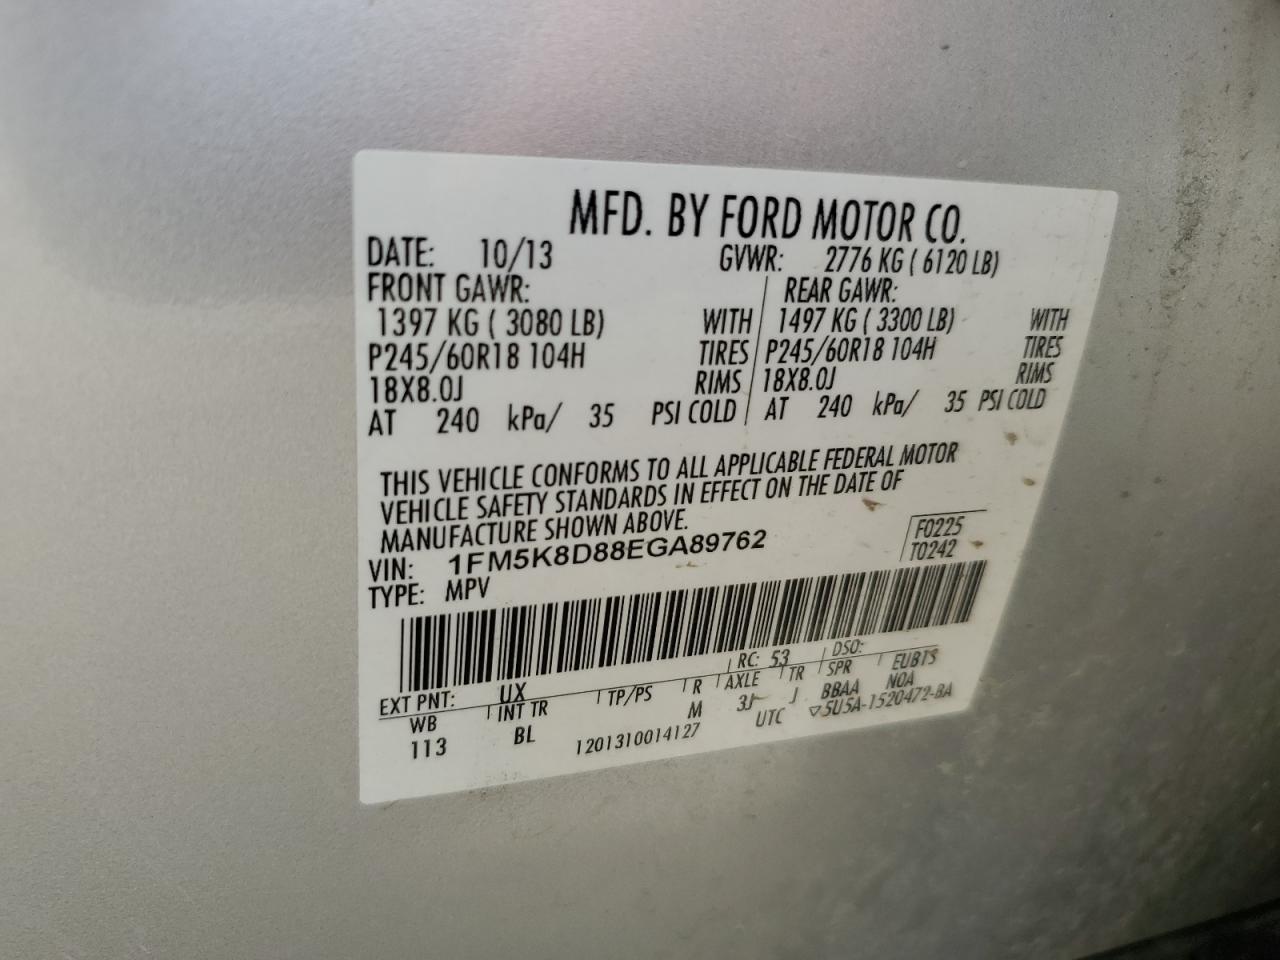 MFD. BY FORD MOTOR CO.
DATE: 10/13 GVWR: 2776 KG ( 6120 LB)
FRONT GAWR: REAR GAWR:
1397 KG ( 3080 LB) WITH 1497 KG ( 3300 LB) WITH
P245/60R18 104H TIRES P245/60R18 104H TIRES
18X8.0J RIMS 18X8.0J RIMS
AT 240 kPa/ 35 PSI COLD AT 240 kPa/ 35 PSI COLD
THIS VEHICLE CONFORMS TO ALL APPLICABLE FEDERAL MOTOR
VEHICLE SAFETY STANDARDS IN EFFECT ON THE DATE OF
MANUFACTURE SHOWN ABOVE.
F0225
VIN: 1FM5K8D88EGA89762 T0242
TYPE: MPV
EXT PNT: UX RC: 53 DSO:
WB INT TR TP/PS R AXLE TR SPR EUBTS
113 BL M 3J J BBAA NOA
1201310014127 UTC ▽5U5A-1520472-BA